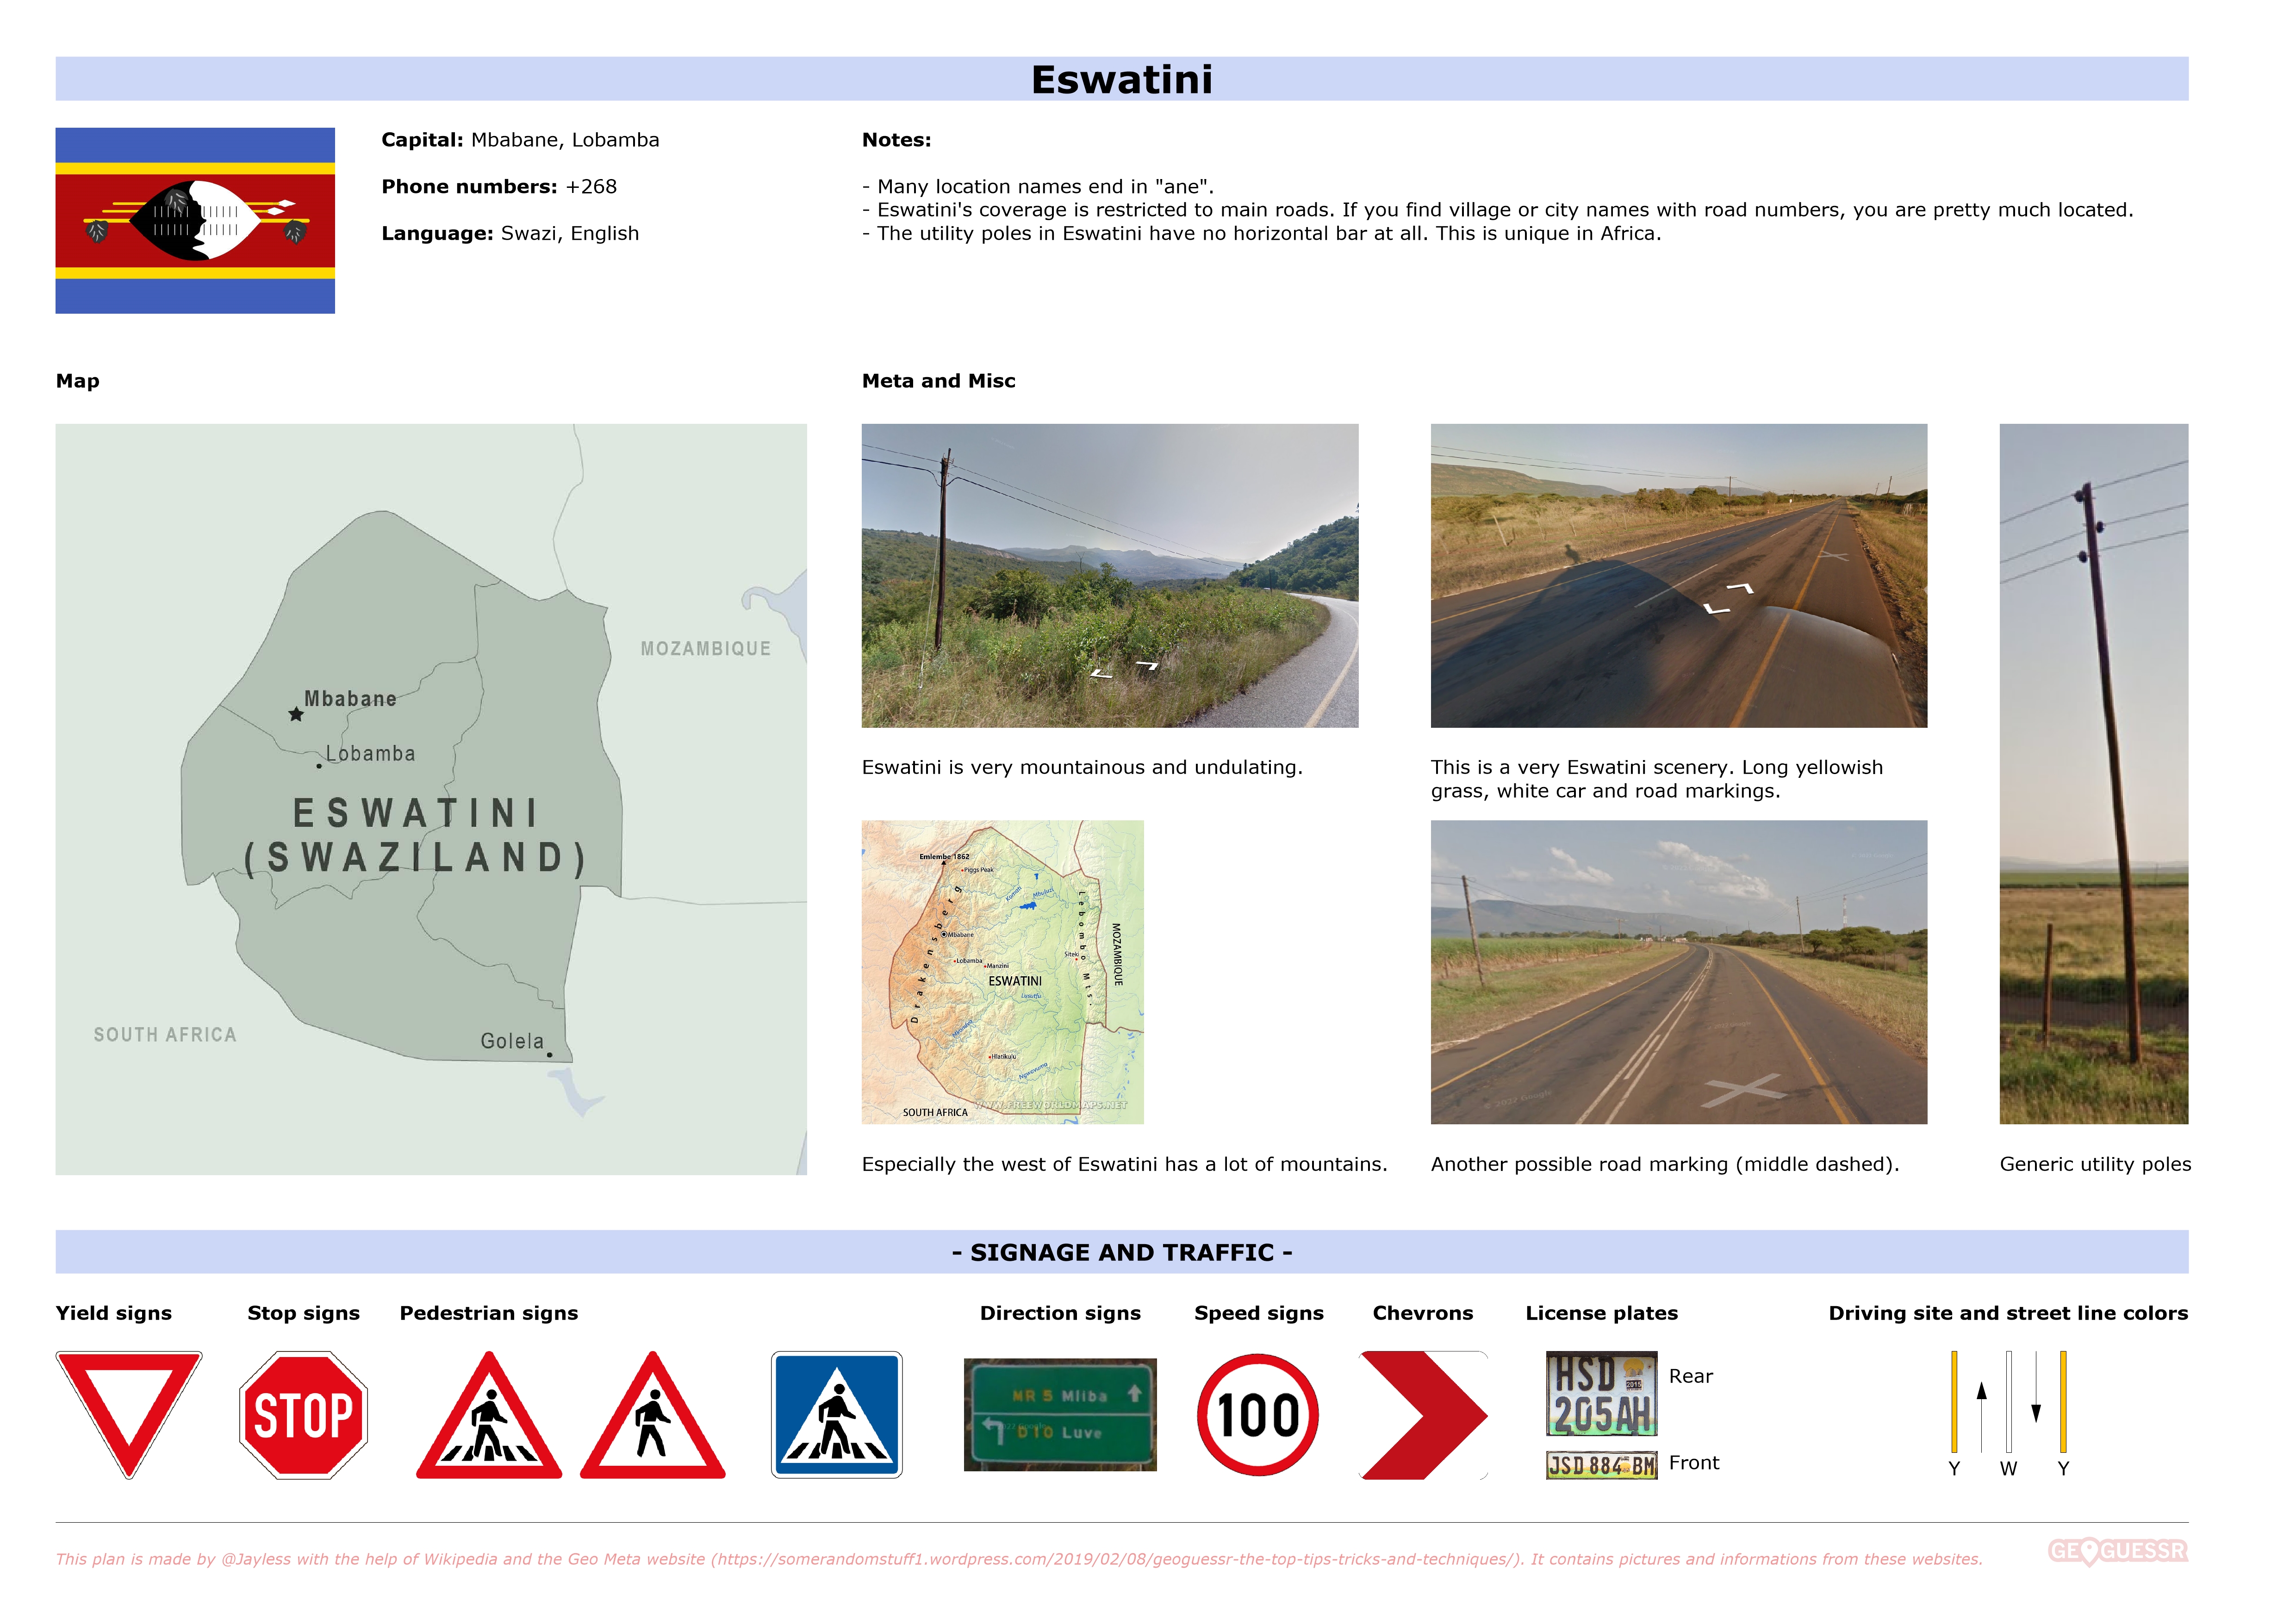 Eswatini
Capital: Mbabane, Lobamba
Phone numbers: +268
Language: Swazi, English
Notes:
- Many location names end in "ane".
- Eswatini's coverage is restricted to main roads. If you find village or city names with road numbers, you are pretty much located.
- The utility poles in Eswatini have no horizontal bar at all. This is unique in Africa.
Map
MOZAMBIQUE
Mbabane
Lobamba
ESWATINI
(SWAZILAND)
SOUTH AFRICA
Golela
Meta and Misc
Eswatini is very mountainous and undulating.
This is a very Eswatini scenery. Long yellowish
grass, white car and road markings.
Emlembe 1862
Piggs Peak
Komati
Mbuluzi
Drakensberg
Lebombo Mts.
MOZAMBIQUE
Mbabane
Lobamba
Manzini
Siteki
ESWATINI
Lusutfu
Hlatikulu
Ngwavuma
SOUTH AFRICA
WWW.FREEWORLDMAPS.NET
© 2022 Google
Especially the west of Eswatini has a lot of mountains.
Another possible road marking (middle dashed).
Generic utility poles
- SIGNAGE AND TRAFFIC -
Yield signs
Stop signs
STOP
Pedestrian signs
Direction signs
MR 5 Mliba
D10 Luve
Speed signs
100
Chevrons
License plates
HSD
205AH
Rear
JSD 884 BM
Front
Driving site and street line colors
Y W Y
This plan is made by @Jayless with the help of Wikipedia and the Geo Meta website (https://somerandomstuff1.wordpress.com/2019/02/08/geoguessr-the-top-tips-tricks-and-techniques/). It contains pictures and informations from these websites.
GEOGUESSR